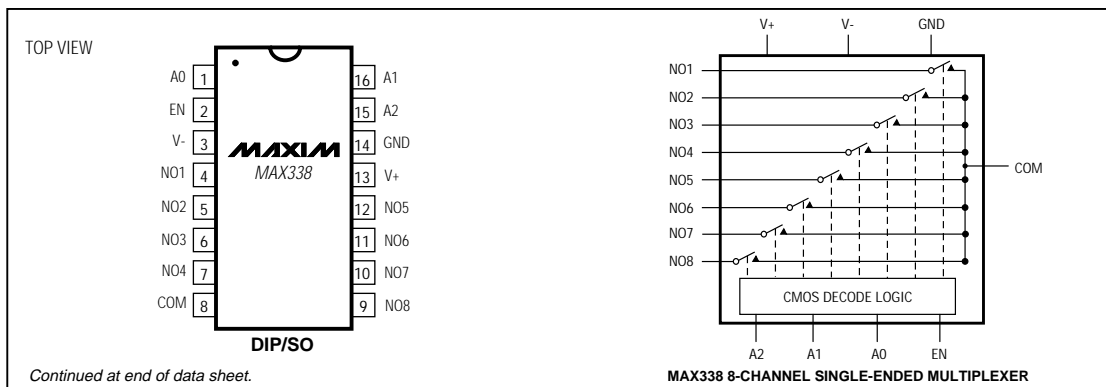 TOP VIEW
A0 1
EN 2
V- 3
NO1 4
NO2 5
NO3 6
NO4 7
COM 8
MAXIM
MAX338
16 A1
15 A2
14 GND
13 V+
12 NO5
11 NO6
10 NO7
9 NO8
DIP/SO
Continued at end of data sheet.
V+ V- GND
NO1
NO2
NO3
NO4
NO5
NO6
NO7
NO8
COM
CMOS DECODE LOGIC
A2 A1 A0 EN
MAX338 8-CHANNEL SINGLE-ENDED MULTIPLEXER